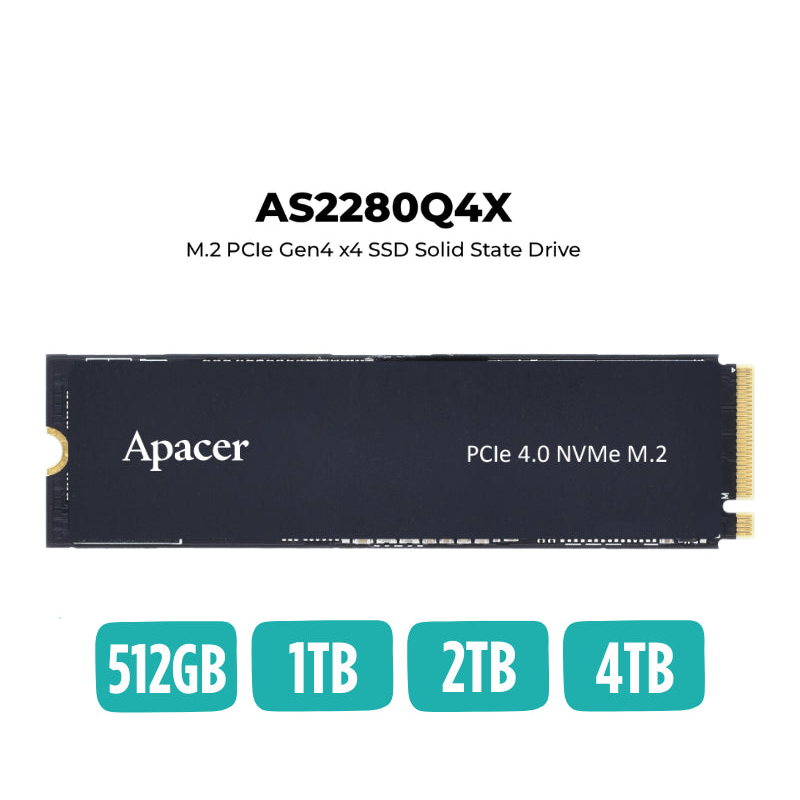 AS2280Q4X
M.2 PCIe Gen4 x4 SSD Solid State Drive
Apacer
PCIe 4.0 NVMe M.2
M
512GB
1TB
2TB
4TB